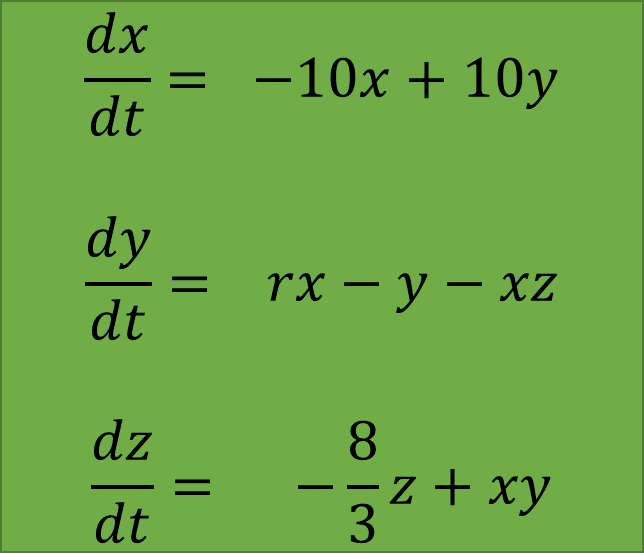 dx/dt = −10x + 10y
dy/dt = rx − y − xz
dz/dt = −8/3 z + xy